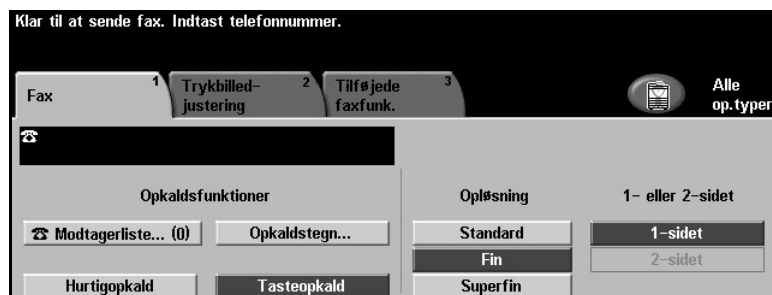 Klar til at sende fax. Indtast telefonnummer.
Fax 1
Trykbilled- 2
justering
Tilføjede 3
faxfunk.
Alle
op.typer
Opkaldsfunktioner
Modtagerliste... (0)
Opkaldstegn...
Hurtigopkald
Tasteopkald
Opløsning
Standard
Fin
Superfin
1- eller 2-sidet
1-sidet
2-sidet